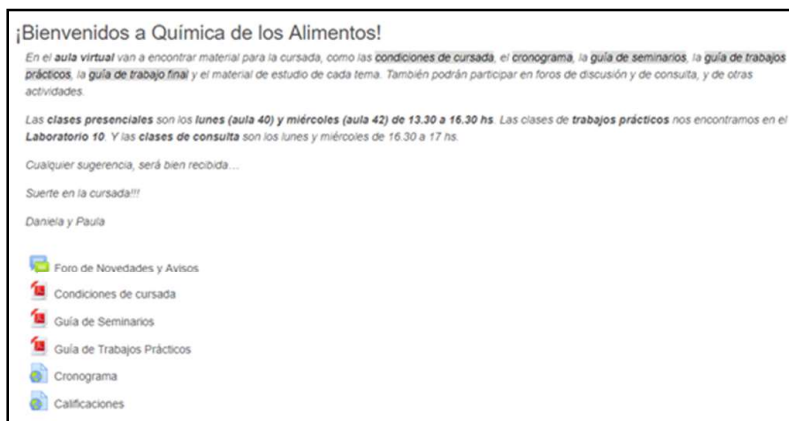 ¡Bienvenidos a Química de los Alimentos!
En el aula virtual van a encontrar material para la cursada, como las condiciones de cursada, el cronograma, la guía de seminarios, la guía de trabajos
prácticos, la guía de trabajo final y el material de estudio de cada tema. También podrán participar en foros de discusión y de consulta, y de otras
actividades.
Las clases presenciales son los lunes (aula 40) y miércoles (aula 42) de 13.30 a 16.30 hs. Las clases de trabajos prácticos nos encontramos en el
Laboratorio 10. Y las clases de consulta son los lunes y miércoles de 16.30 a 17 hs.
Cualquier sugerencia, será bien recibida...
Suerte en la cursada!!!
Daniela y Paula
Foro de Novedades y Avisos
Condiciones de cursada
Guía de Seminarios
Guía de Trabajos Prácticos
Cronograma
Calificaciones